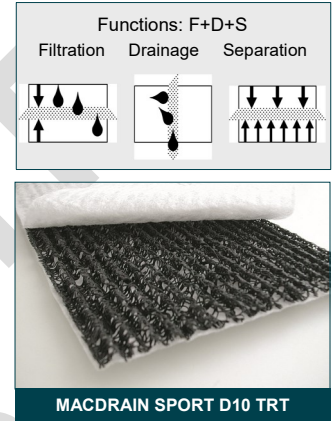 Functions: F+D+S
Filtration Drainage Separation
MACDRAIN SPORT D10 TRT